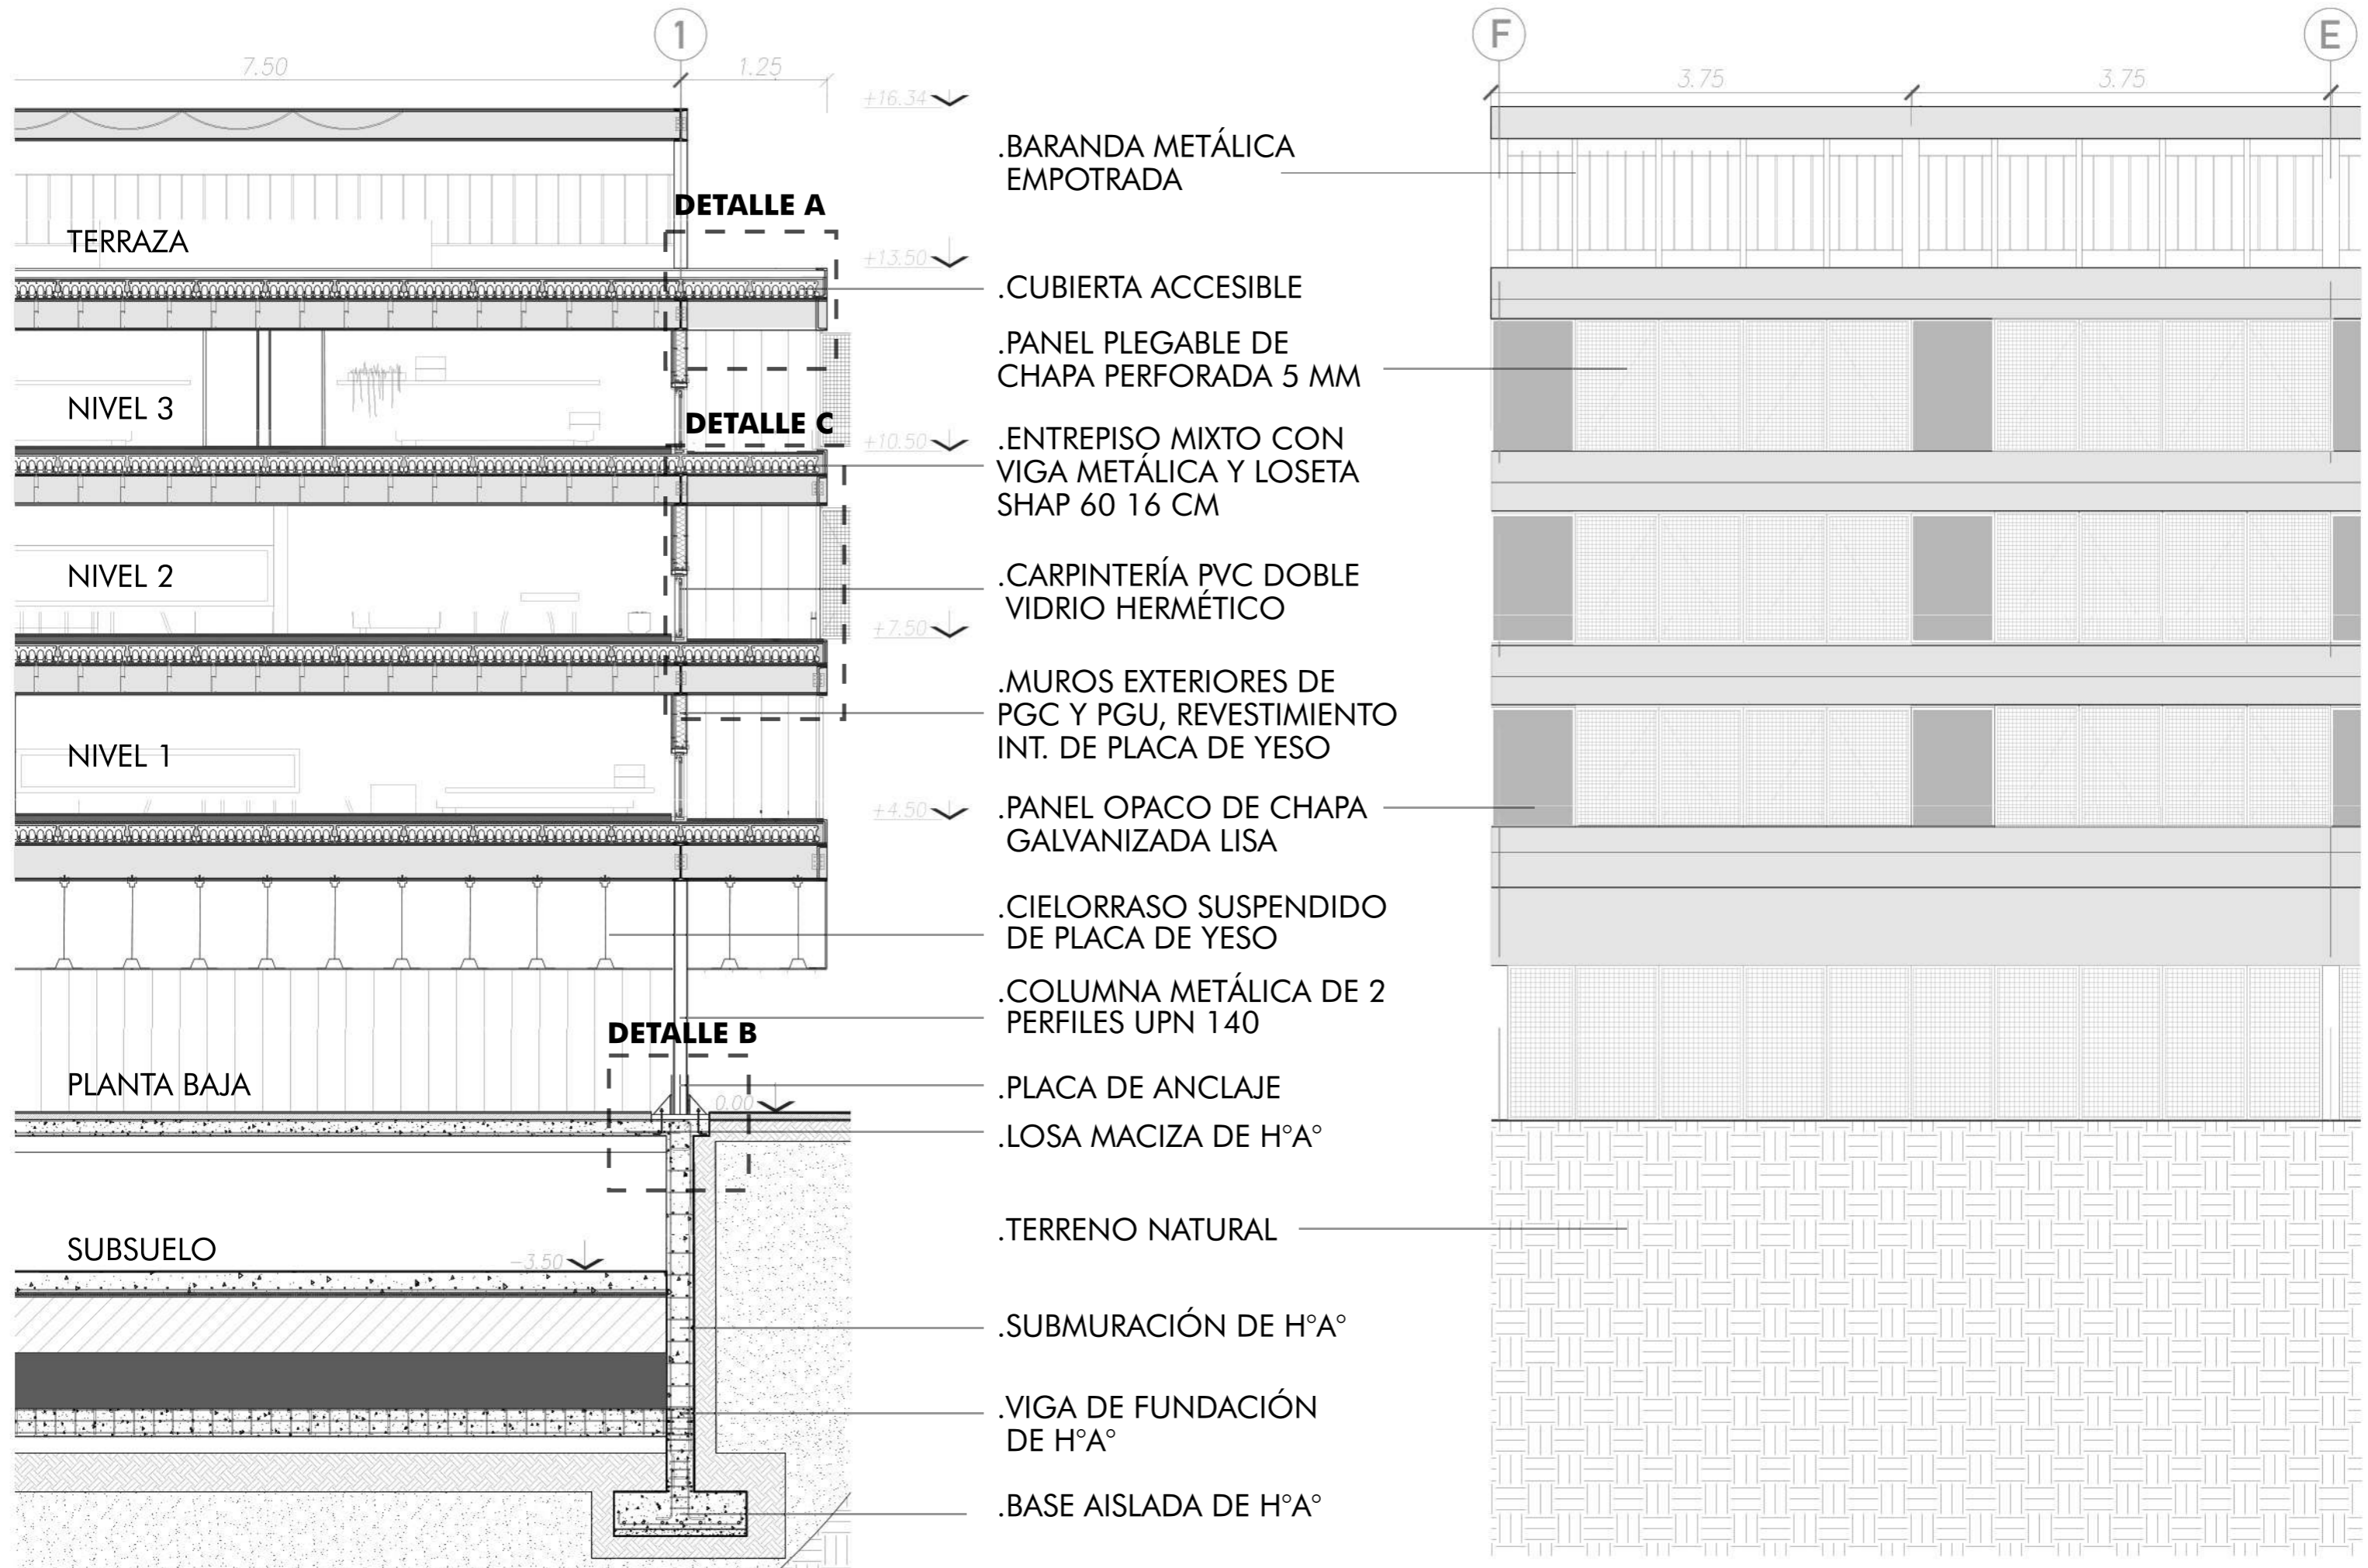 1
F
E
7.50
1.25
3.75
3.75
+16.34
.BARANDA METÁLICA
EMPOTRADA
DETALLE A
TERRAZA
+13.50
.CUBIERTA ACCESIBLE
.PANEL PLEGABLE DE
CHAPA PERFORADA 5 MM
NIVEL 3
DETALLE C
+10.50
.ENTREPISO MIXTO CON
VIGA METÁLICA Y LOSETA
SHAP 60 16 CM
NIVEL 2
.CARPINTERÍA PVC DOBLE
VIDRIO HERMÉTICO
+7.50
.MUROS EXTERIORES DE
PGC Y PGU, REVESTIMIENTO
INT. DE PLACA DE YESO
NIVEL 1
+4.50
.PANEL OPACO DE CHAPA
GALVANIZADA LISA
.CIELORRASO SUSPENDIDO
DE PLACA DE YESO
.COLUMNA METÁLICA DE 2
PERFILES UPN 140
DETALLE B
PLANTA BAJA
.PLACA DE ANCLAJE
0.00
.LOSA MACIZA DE H°A°
.TERRENO NATURAL
SUBSUELO
-3.50
.SUBMURACIÓN DE H°A°
.VIGA DE FUNDACIÓN
DE H°A°
.BASE AISLADA DE H°A°